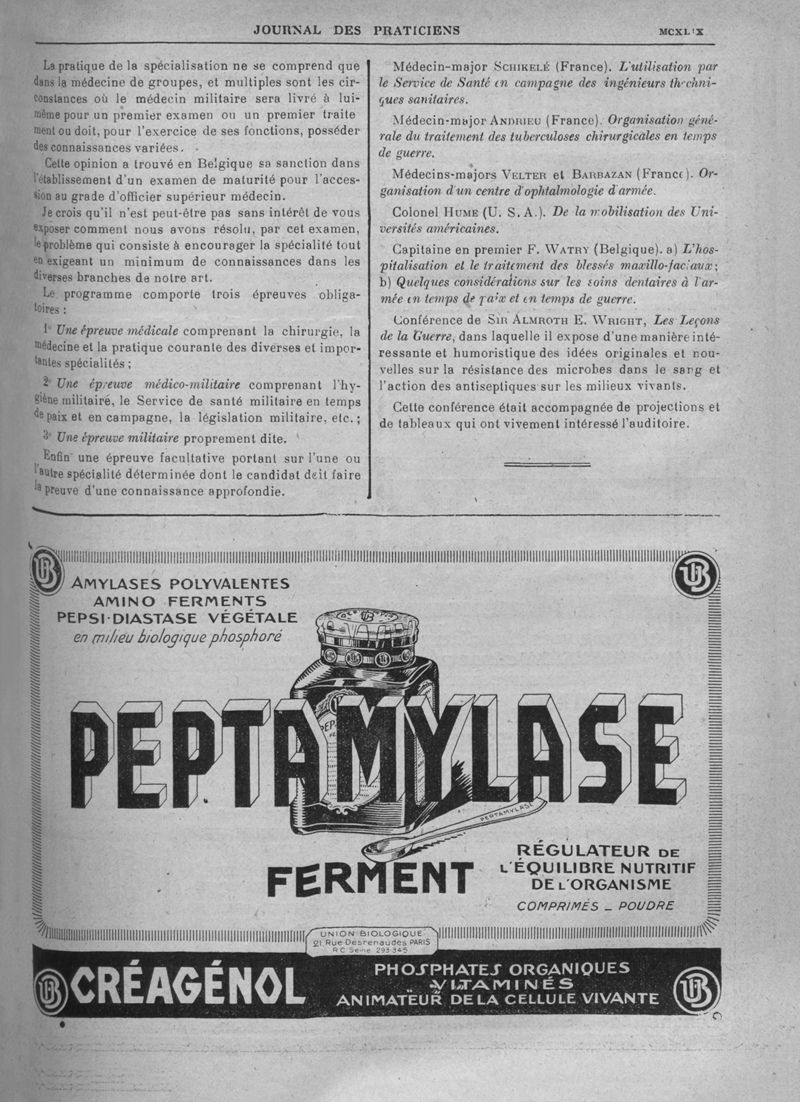 JOURNAL DES PRATICIENS
MCXLIX
La pratique de la spécialisation ne se comprend que
dans la médecine de groupes, et multiples sont les cir-
constances où le médecin militaire sera livré à lui-
même pour un premier examen ou un premier traite
ment ou doit, pour l'exercice de ses fonctions, posséder
des connaissances variées.
Cette opinion a trouvé en Belgique sa sanction dans
l'établissement d'un examen de maturité pour l'acces-
sion au grade d'officier supérieur médecin.
Je crois qu'il n'est peut-être pas sans intérêt de vous
exposer comment nous avons résolu, par cet examen,
le problème qui consiste à encourager la spécialité tout
en exigeant un minimum de connaissances dans les
diverses branches de notre art.
Le programme comporte trois épreuves obliga-
toires :
1° Une épreuve médicale comprenant la chirurgie, la
médecine et la pratique courante des diverses et impor-
tantes spécialités ;
2° Une épreuve médico-militaire comprenant l'hy-
giène militaire, le Service de santé militaire en temps
de paix et en campagne, la législation militaire, etc. ;
3° Une épreuve militaire proprement dite.
Enfin une épreuve facultative portant sur l'une ou
l'autre spécialité déterminée dont le candidat doit faire
la preuve d'une connaissance approfondie.
Médecin-major SCHIKELÉ (France). L'utilisation par
le Service de Santé en campagne des ingénieurs techni-
ques sanitaires.
Médecin-major ANDRIEU (France). Organisation géné-
rale du traitement des tuberculoses chirurgicales en temps
de guerre.
Médecins-majors VELTER et BARBAZAN (France). Or-
ganisation d'un centre d'ophtalmologie d'armée.
Colonel HUME (U. S. A.). De la mobilisation des Uni-
versités américaines.
Capitaine en premier F. WATRY (Belgique). a) L'hos-
pitalisation et le traitement des blessés maxillo-faciaux ;
b) Quelques considérations sur les soins dentaires à l'ar-
mée en temps de paix et en temps de guerre.
Conférence de SIR ALMROTH E. WRIGHT, Les Leçons
de la Guerre, dans laquelle il expose d'une manière inté-
ressante et humoristique des idées originales et nou-
velles sur la résistance des microbes dans le sang et
l'action des antiseptiques sur les milieux vivants.
Cette conférence était accompagnée de projections et
de tableaux qui ont vivement intéressé l'auditoire.
AMYLASES POLYVALENTES
AMINO FERMENTS
PEPSI-DIASTASE VÉGÉTALE
en milieu biologique phosphoré
PEPTAMYLASE
PEPTAMYLASE
FERMENT
RÉGULATEUR DE
L'ÉQUILIBRE NUTRITIF
DE L'ORGANISME
COMPRIMÉS _ POUDRE
UNION BIOLOGIQUE
21, Rue Desrenaudes PARIS
R C Seine 293-345
CRÉAGÉNOL
PHOSPHATES ORGANIQUES
VITAMINÉS
ANIMATEUR DE LA CELLULE VIVANTE